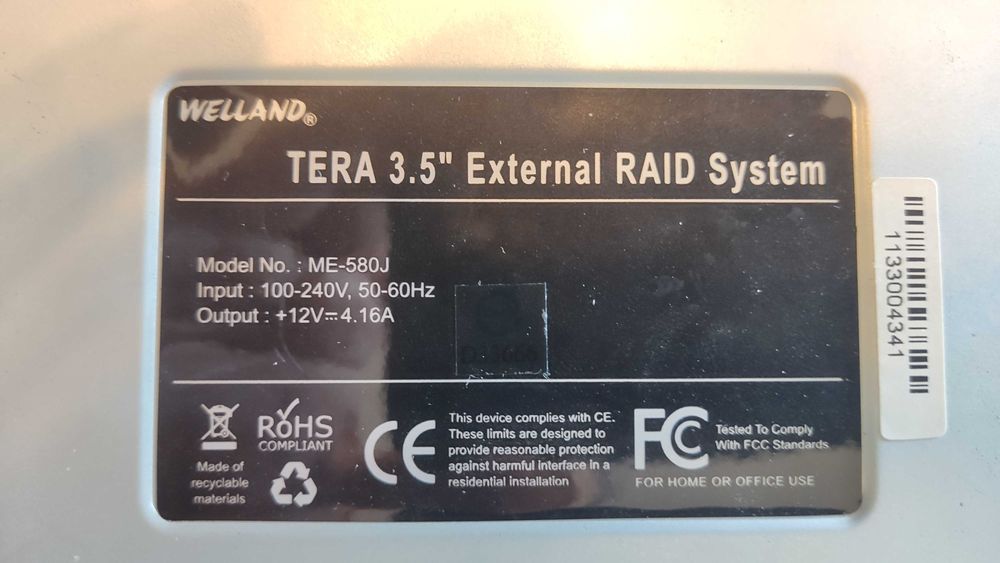 WELLAND®
TERA 3.5" External RAID System
Model No. : ME-580J
Input : 100-240V, 50-60Hz
Output : +12V⎓4.16A
RoHS
COMPLIANT
Made of
recyclable
materials
CE
This device complies with CE.
These limits are designed to
provide reasonable protection
against harmful interface in a
residential installation
FC
Tested To Comply
With FCC Standards
FOR HOME OR OFFICE USE
1133004341